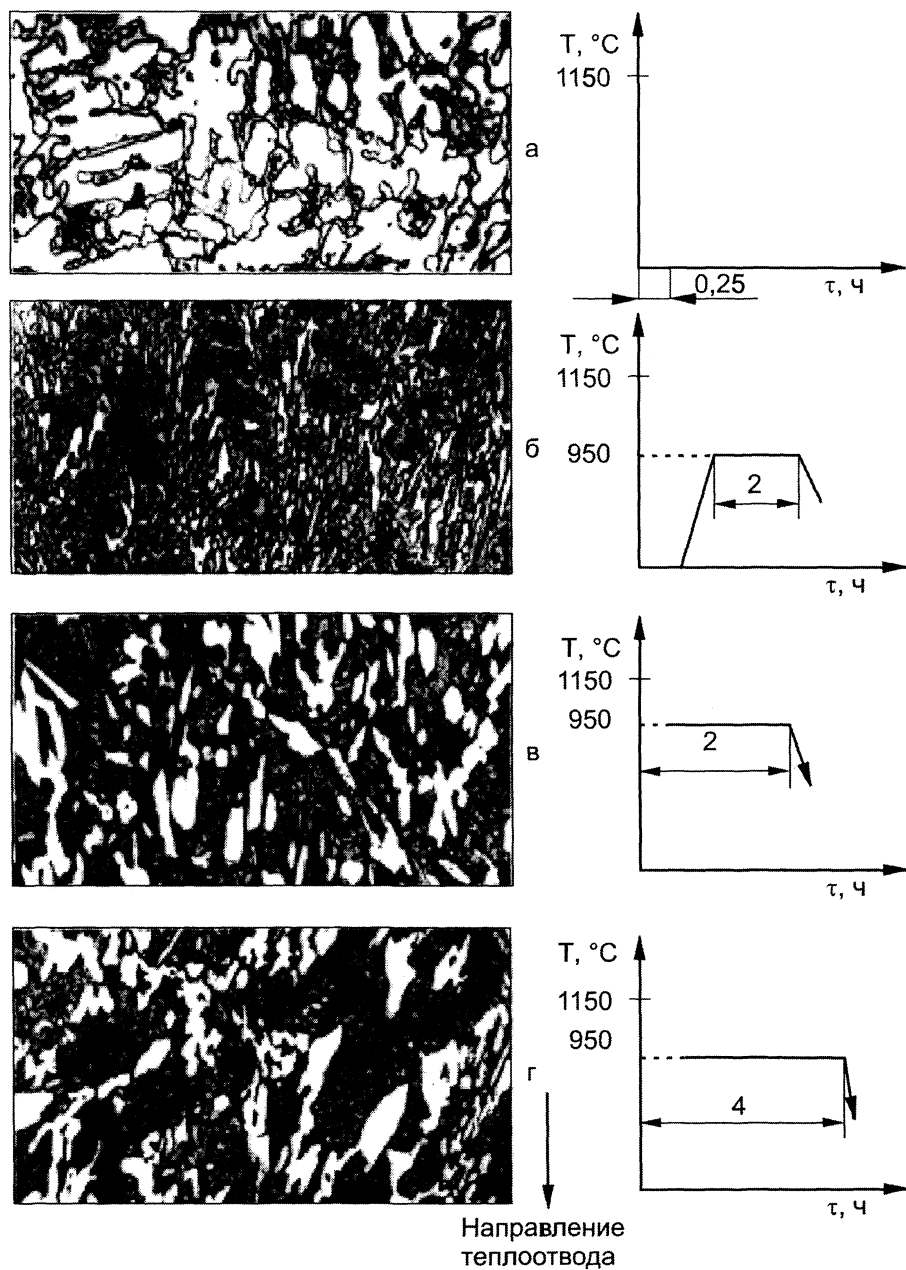 T, °C
1150
а
0,25
τ, ч
T, °C
1150
б
950
2
τ, ч
T, °C
1150
950
2
в
τ, ч
T, °C
1150
950
г
4
τ, ч
Направление
теплоотвода